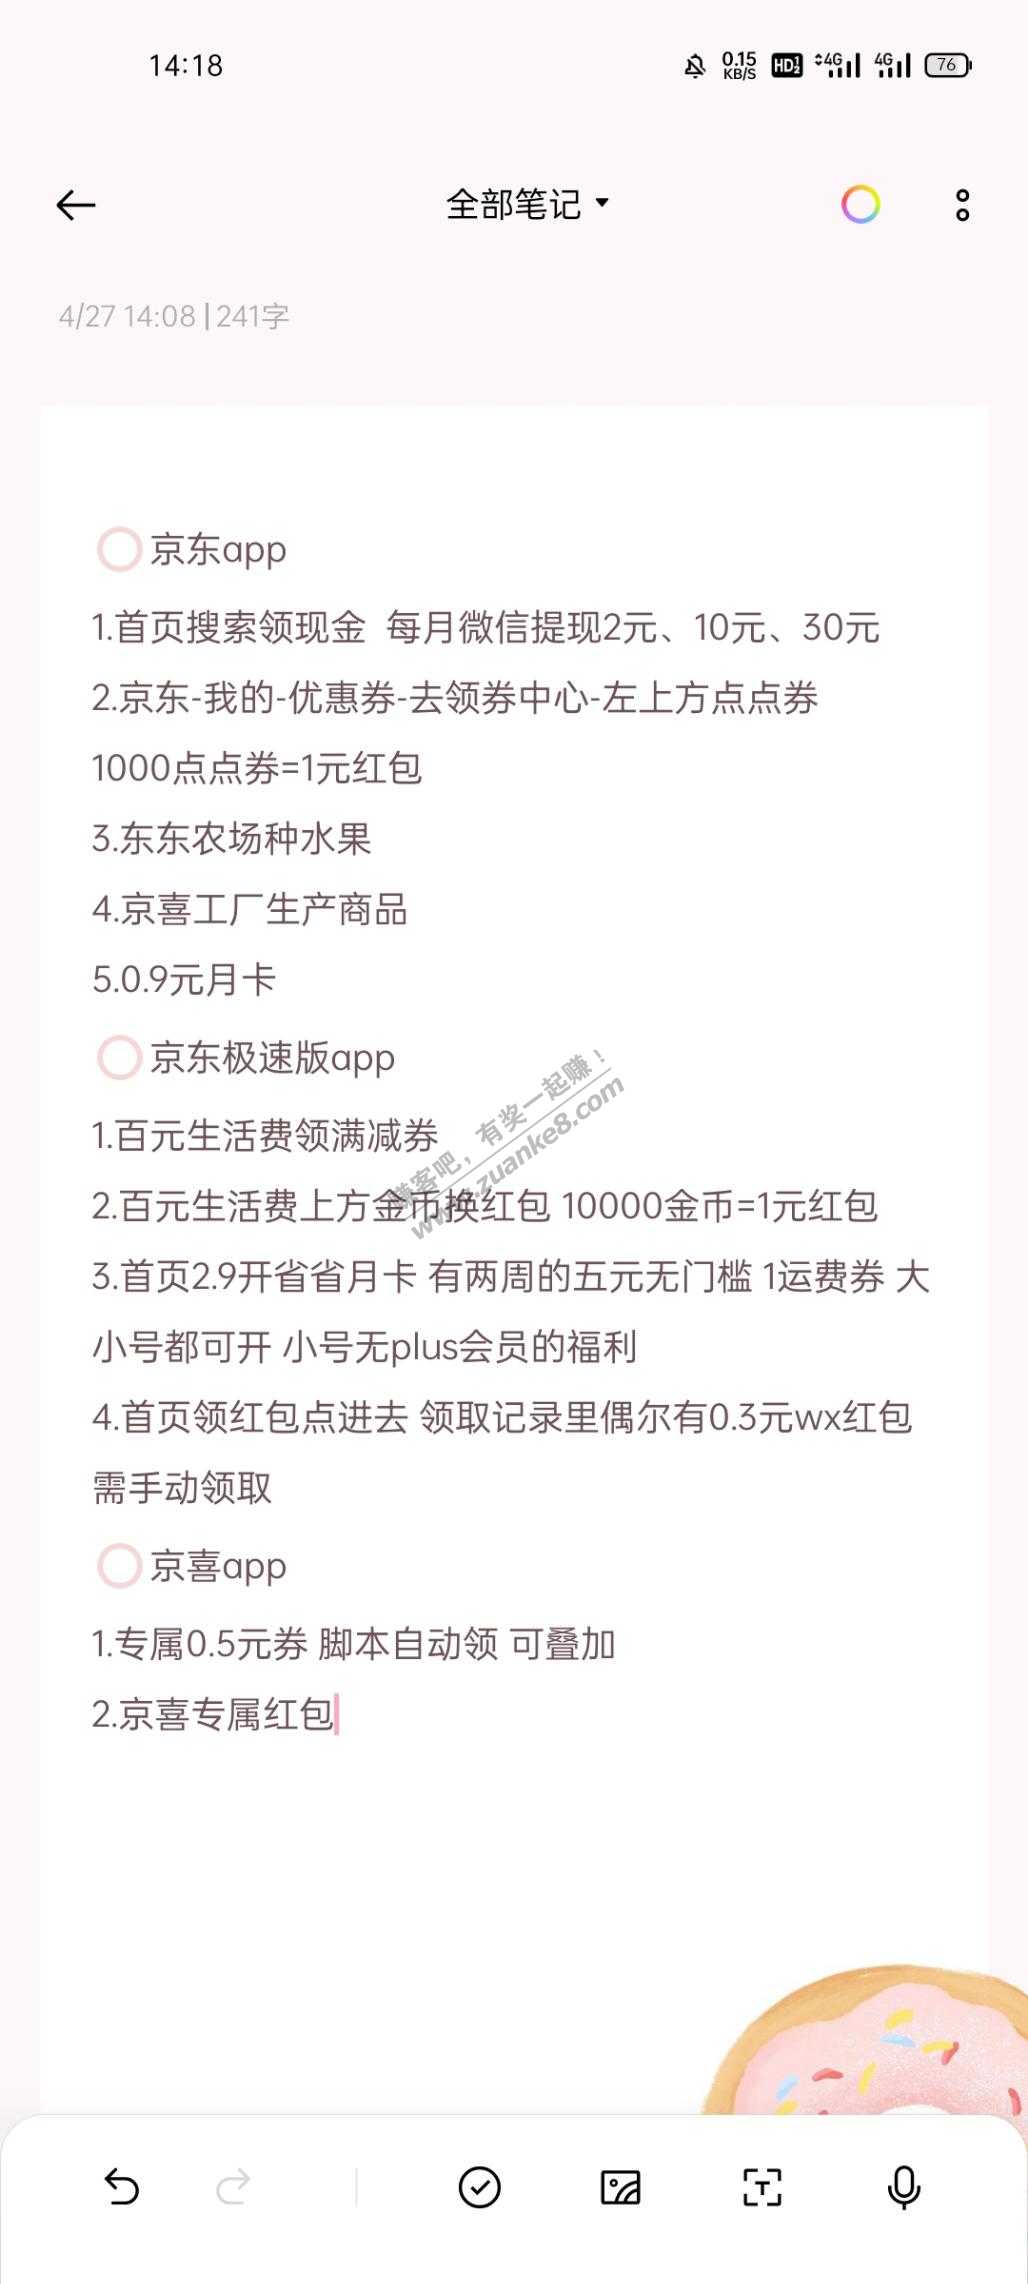 14:18
0.15
KB/S
HD
4G
4G
76
全部笔记
4/27 14:08 | 241字
京东app
1.首页搜索领现金 每月微信提现2元、10元、30元
2.京东-我的-优惠券-去领券中心-左上方点点券
1000点点券=1元红包
3.东东农场种水果
4.京喜工厂生产商品
5.0.9元月卡
京东极速版app
1.百元生活费领满减券
2.百元生活费上方金币换红包 10000金币=1元红包
3.首页2.9开省省月卡 有两周的五元无门槛 1运费券 大
小号都可开 小号无plus会员的福利
4.首页领红包点进去 领取记录里偶尔有0.3元wx红包
需手动领取
京喜app
1.专属0.5元券 脚本自动领 可叠加
2.京喜专属红包
赚客吧，有奖一起赚！
www.zuanke8.com